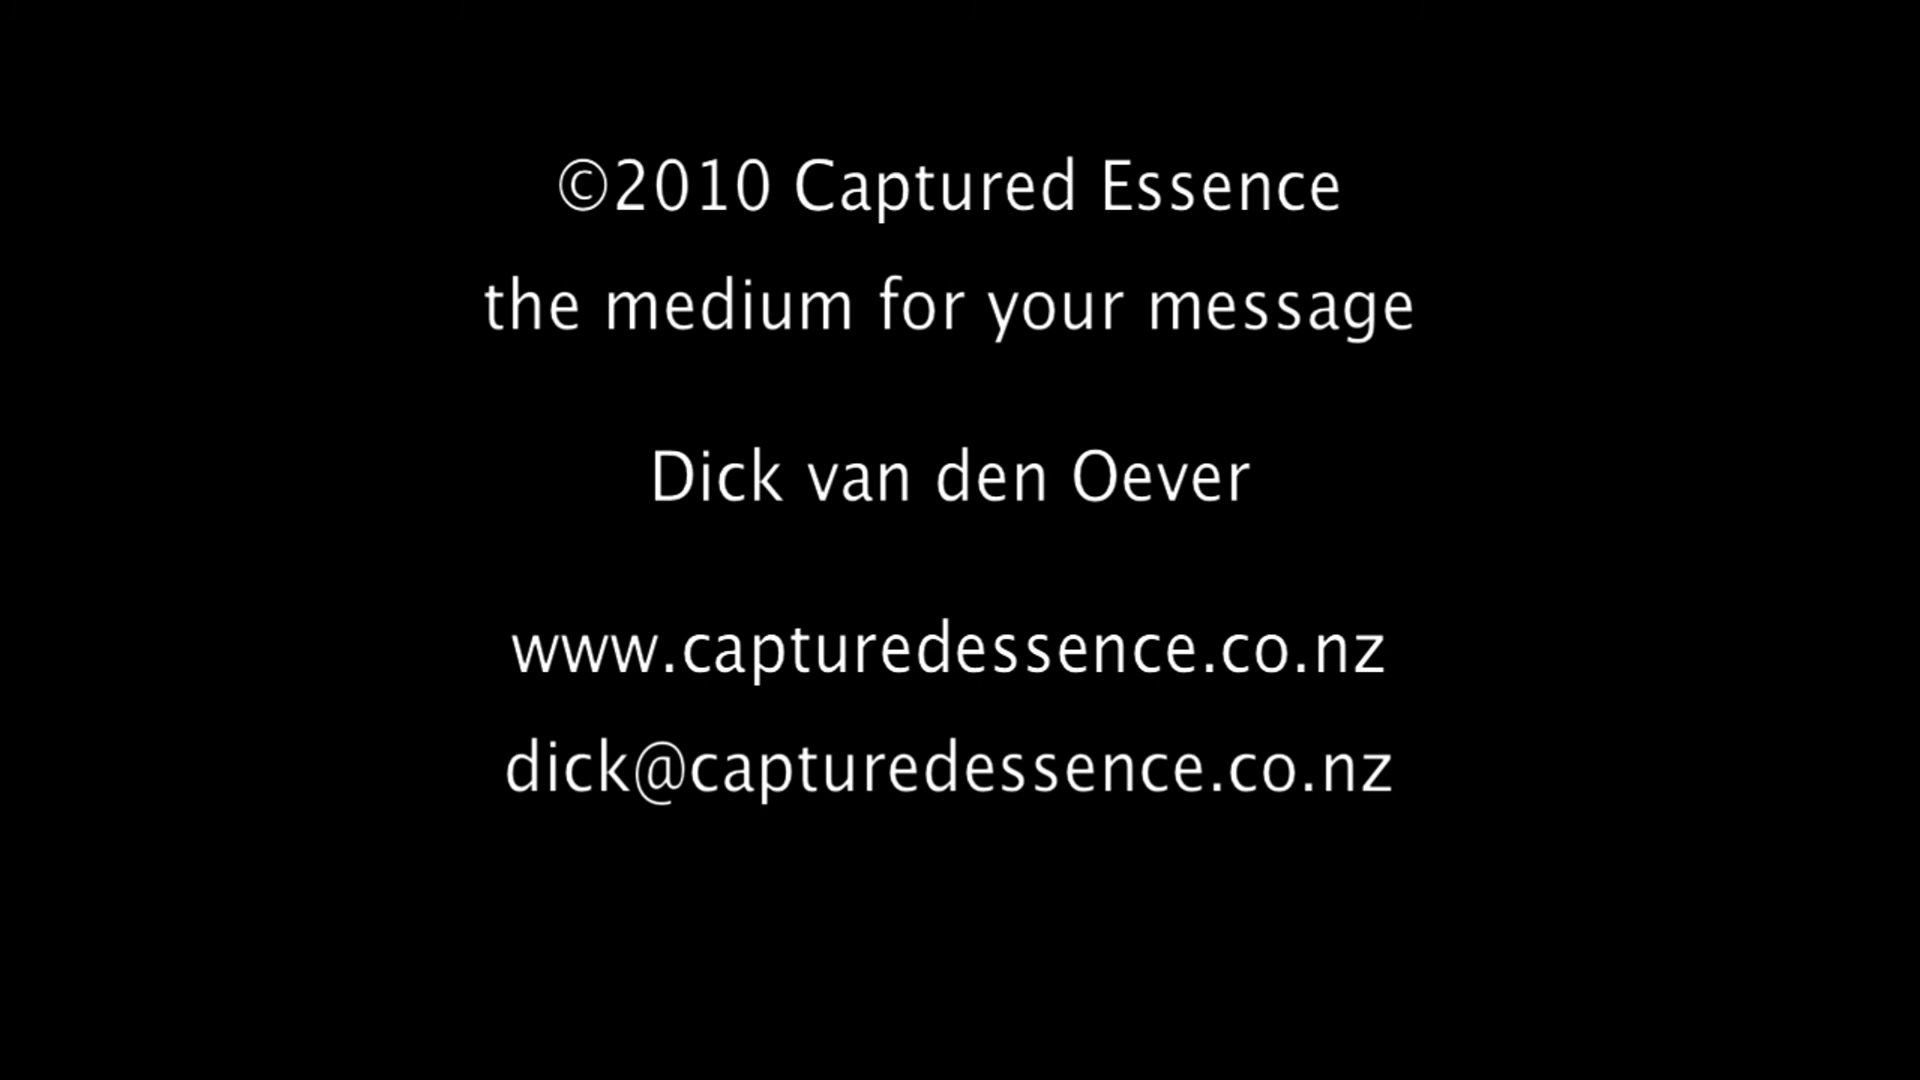 ©2010 Captured Essence
the medium for your message
Dick van den Oever
www.capturedessence.co.nz
dick@capturedessence.co.nz